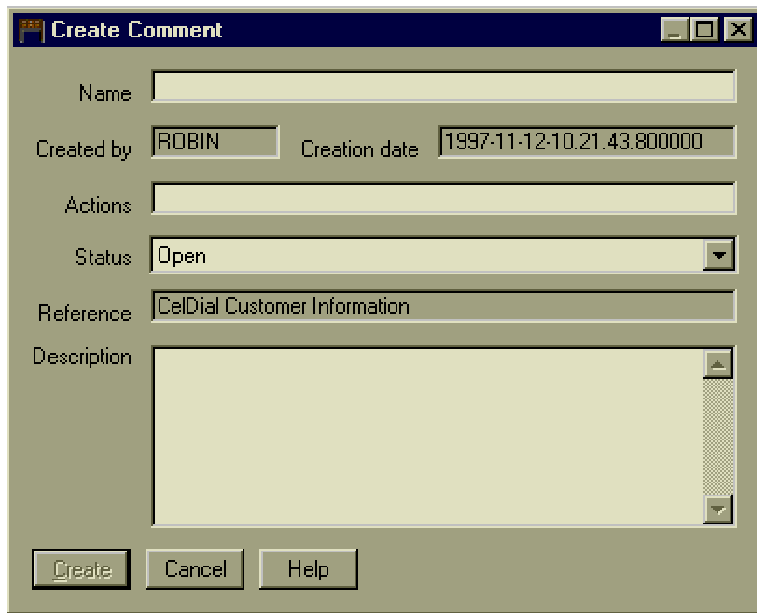 Create Comment
Name
Created by ROBIN Creation date 1997-11-12-10.21.43.800000
Actions
Status Open
Reference CelDial Customer Information
Description
Create Cancel Help